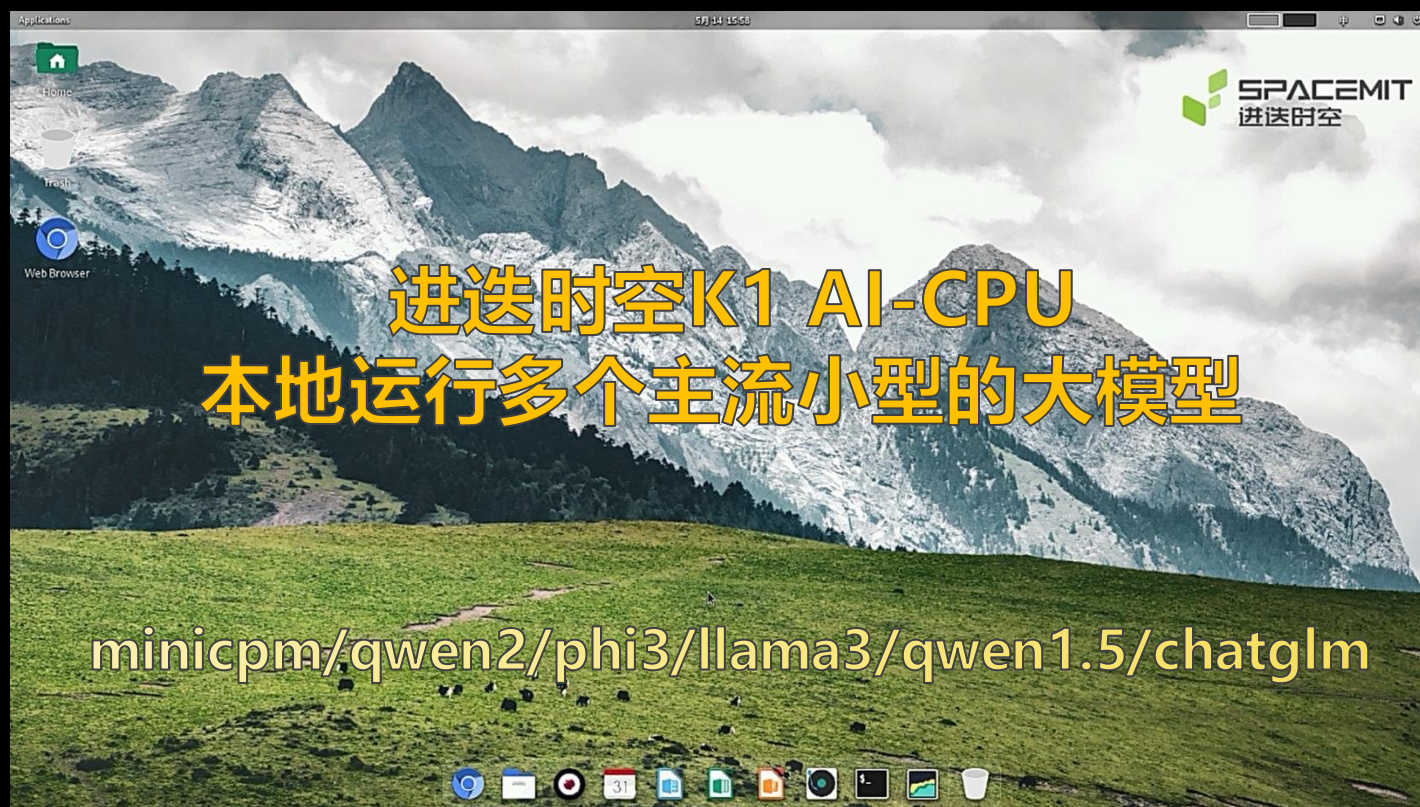 Applications
5月 14 15:58
中
Home
SPACEMIT
进迭时空
Trash
Web Browser
进迭时空K1 AI-CPU
本地运行多个主流小型的大模型
minicpm/qwen2/phi3/llama3/qwen1.5/chatglm
31
$_